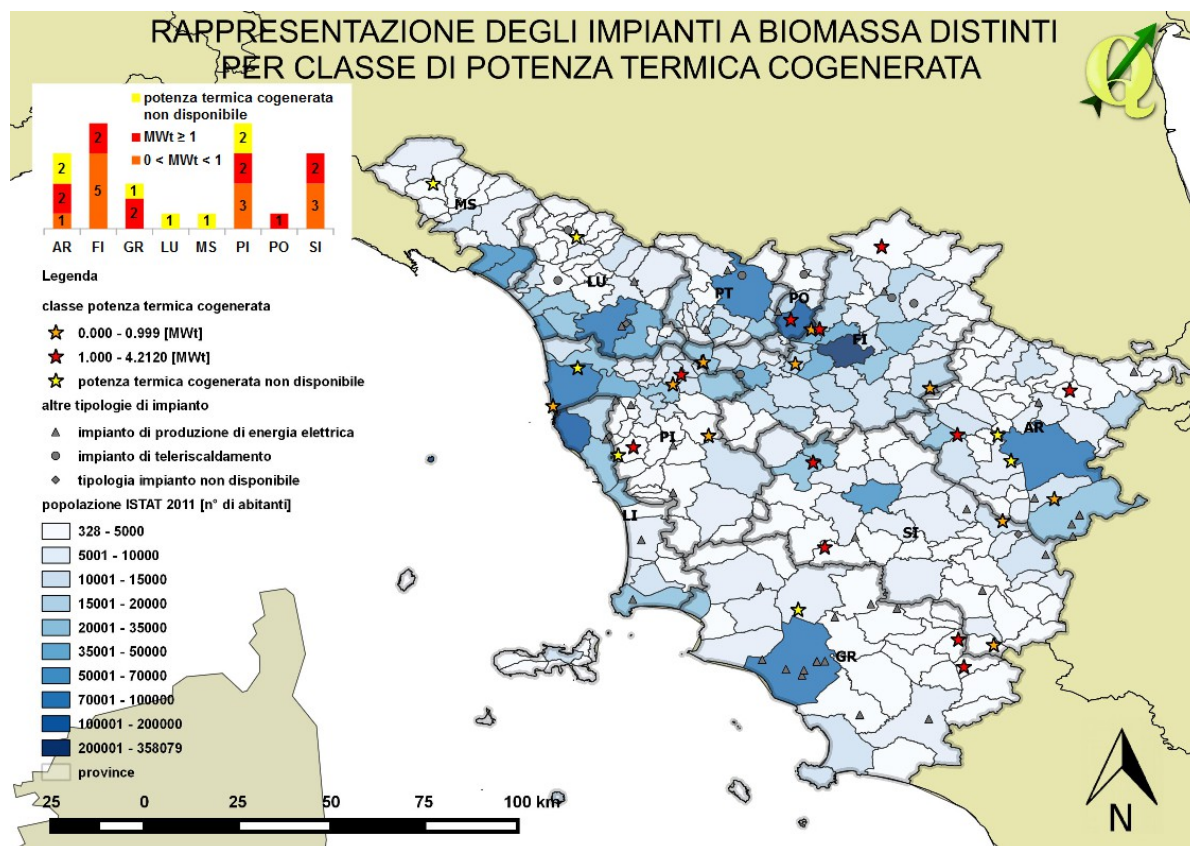 RAPPRESENTAZIONE DEGLI IMPIANTI A BIOMASSA DISTINTI
PER CLASSE DI POTENZA TERMICA COGENERATA
potenza termica cogenerata
non disponibile
MWt ≥ 1
0 < MWt < 1
2
2
1
2
5
1
2
1
1
2
2
3
1
2
3
AR FI GR LU MS PI PO SI
Legenda
classe potenza termica cogenerata
0.000 - 0.999 [MWt]
1.000 - 4.2120 [MWt]
potenza termica cogenerata non disponibile
altre tipologie di impianto
impianto di produzione di energia elettrica
impianto di teleriscaldamento
tipologia impianto non disponibile
popolazione ISTAT 2011 [n° di abitanti]
328 - 5000
5001 - 10000
10001 - 15000
15001 - 20000
20001 - 35000
35001 - 50000
50001 - 70000
70001 - 100000
100001 - 200000
200001 - 358079
province
25 0 25 50 75 100 km
MS
LU
PT
PO
FI
AR
PI
LI
SI
GR
N